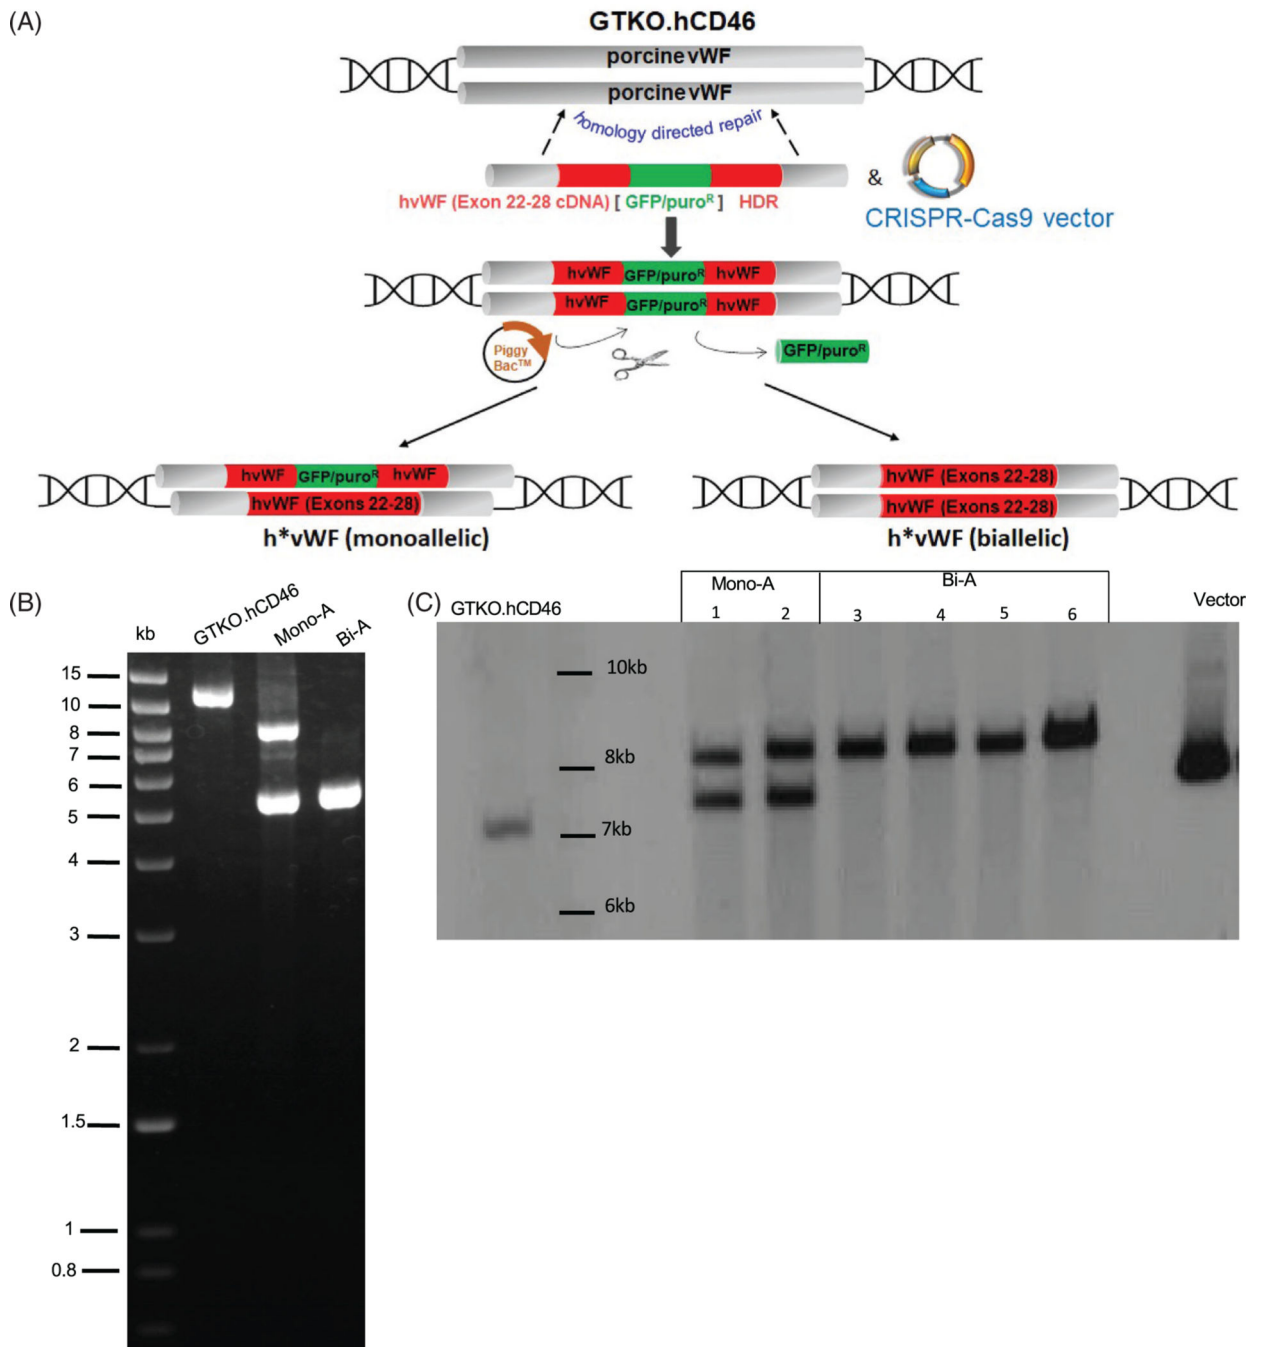 (A)
GTKO.hCD46
porcine vWF
porcine vWF
homology directed repair
hvWF (Exon 22-28 cDNA) [ GFP/puroR ] HDR
&
CRISPR-Cas9 vector
hvWF GFP/puroR hvWF
hvWF GFP/puroR hvWF
Piggy
BacTM
GFP/puroR
hvWF GFP/puroR hvWF
hvWF (Exons 22-28)
h*vWF (monoallelic)
hvWF (Exons 22-28)
hvWF (Exons 22-28)
h*vWF (biallelic)
(B)
kb
GTKO.hCD46
Mono-A
Bi-A
15
10
8
7
6
5
4
3
2
1.5
1
0.8
(C)
GTKO.hCD46
Mono-A
Bi-A
1 2 3 4 5 6
Vector
10kb
8kb
7kb
6kb